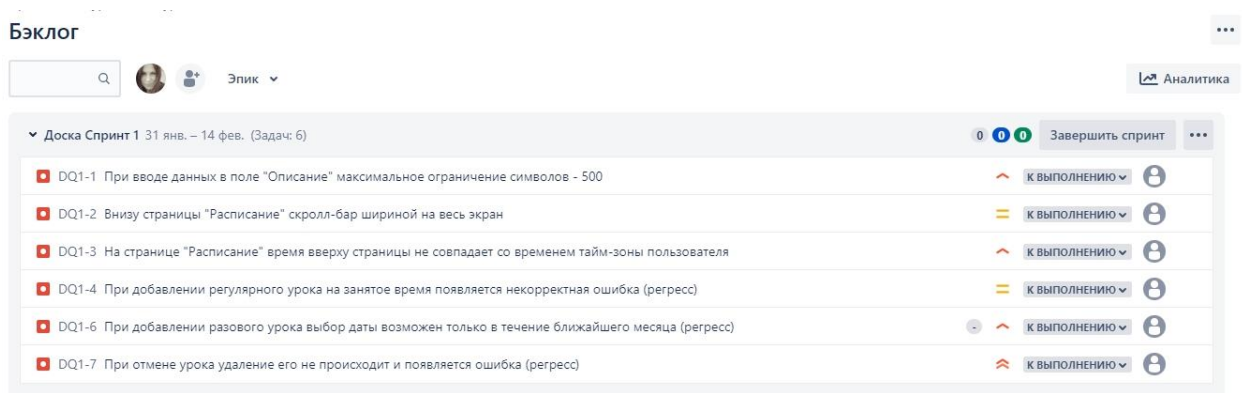 Бэклог
Эпик
Аналитика
Доска Спринт 1 31 янв. – 14 фев. (Задач: 6) 0 0 0 Завершить спринт
DQ1-1 При вводе данных в поле "Описание" максимальное ограничение символов - 500 К ВЫПОЛНЕНИЮ
DQ1-2 Внизу страницы "Расписание" скролл-бар шириной на весь экран К ВЫПОЛНЕНИЮ
DQ1-3 На странице "Расписание" время вверху страницы не совпадает со временем тайм-зоны пользователя К ВЫПОЛНЕНИЮ
DQ1-4 При добавлении регулярного урока на занятое время появляется некорректная ошибка (регресс) К ВЫПОЛНЕНИЮ
DQ1-6 При добавлении разового урока выбор даты возможен только в течение ближайшего месяца (регресс) - К ВЫПОЛНЕНИЮ
DQ1-7 При отмене урока удаление его не происходит и появляется ошибка (регресс) К ВЫПОЛНЕНИЮ